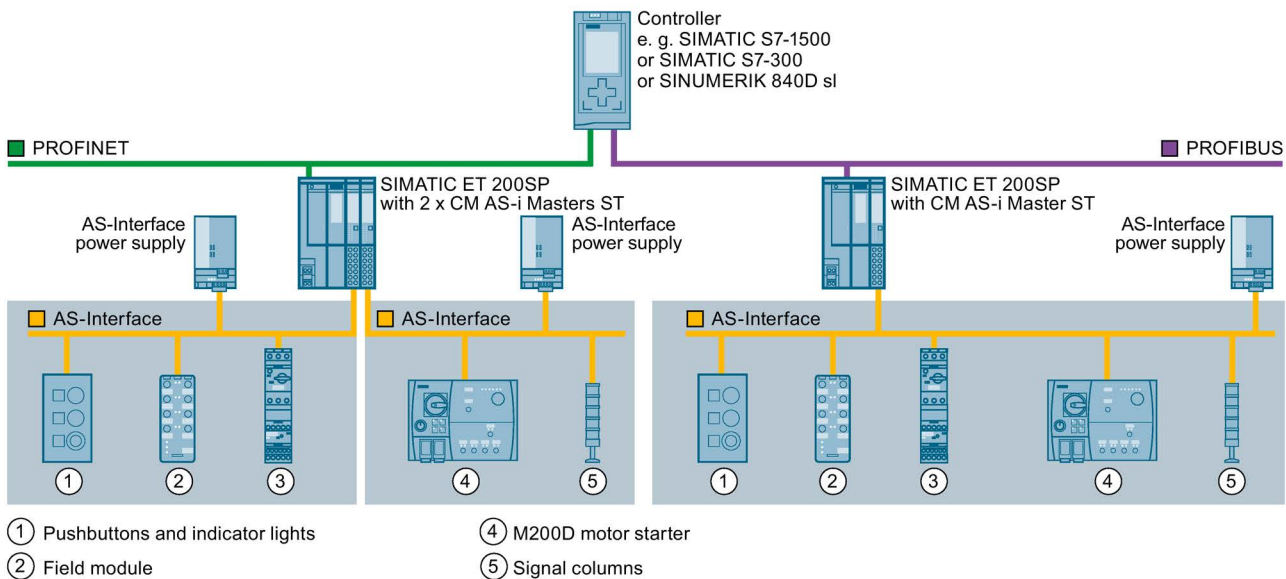 Controller
e. g. SIMATIC S7-1500
or SIMATIC S7-300
or SINUMERIK 840D sl
PROFINET
PROFIBUS
SIMATIC ET 200SP
with 2 x CM AS-i Masters ST
SIMATIC ET 200SP
with CM AS-i Master ST
AS-Interface
power supply
AS-Interface
power supply
AS-Interface
power supply
AS-Interface
AS-Interface
AS-Interface
1
2
3
4
5
1
2
3
4
5
1 Pushbuttons and indicator lights
4 M200D motor starter
2 Field module
5 Signal columns